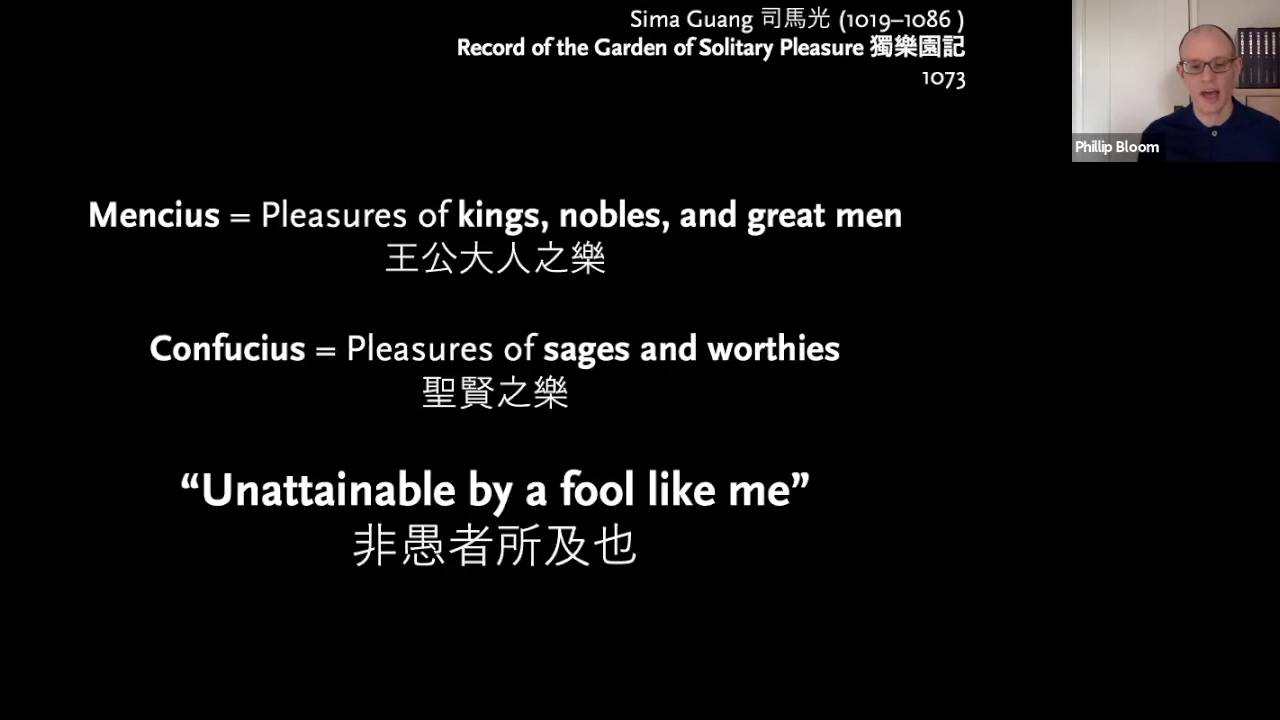 Sima Guang 司馬光 (1019–1086 )
Record of the Garden of Solitary Pleasure 獨樂園記
1073
Phillip Bloom
Mencius = Pleasures of kings, nobles, and great men
王公大人之樂
Confucius = Pleasures of sages and worthies
聖賢之樂
“Unattainable by a fool like me”
非愚者所及也